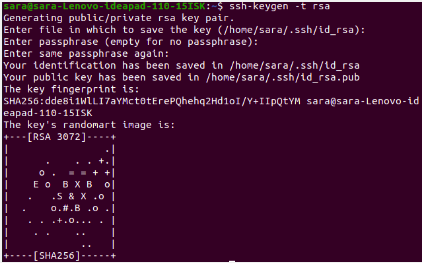 sara@sara-Lenovo-ideapad-110-15ISK:~$ ssh-keygen -t rsa
Generating public/private rsa key pair.
Enter file in which to save the key (/home/sara/.ssh/id_rsa):
Enter passphrase (empty for no passphrase):
Enter same passphrase again:
Your identification has been saved in /home/sara/.ssh/id_rsa
Your public key has been saved in /home/sara/.ssh/id_rsa.pub
The key fingerprint is:
SHA256:dde8i1WlLI7aYMct0tErePQhehq2Hd1oI/Y+IIpQtYM sara@sara-Lenovo-id
eapad-110-15ISK
The key's randomart image is:
+---[RSA 3072]----+
|                .|
|      .    . . +.|
|     o .  = = + +|
|    E o  B X B  o|
|   .   .S & X .o |
|  .     o.#.B .o .|
|   . . .+.o... . |
|    . .    ..    |
|            ..   |
+----[SHA256]-----+